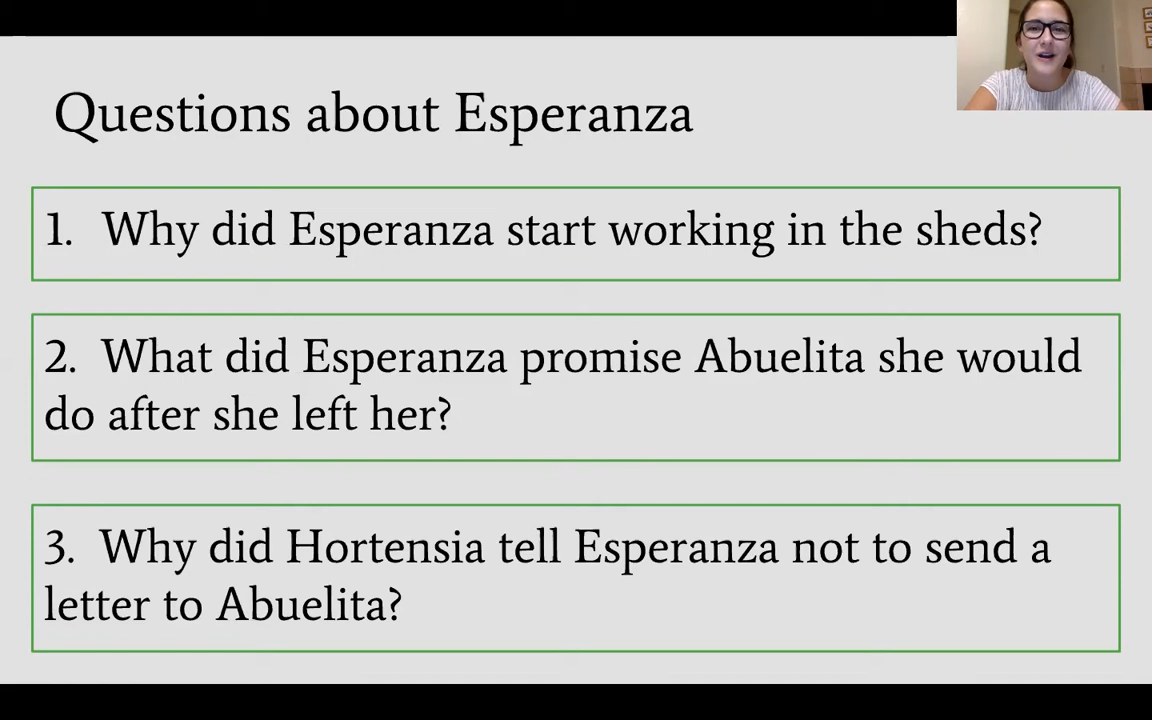 Questions about Esperanza
1. Why did Esperanza start working in the sheds?
2. What did Esperanza promise Abuelita she would
do after she left her?
3. Why did Hortensia tell Esperanza not to send a
letter to Abuelita?